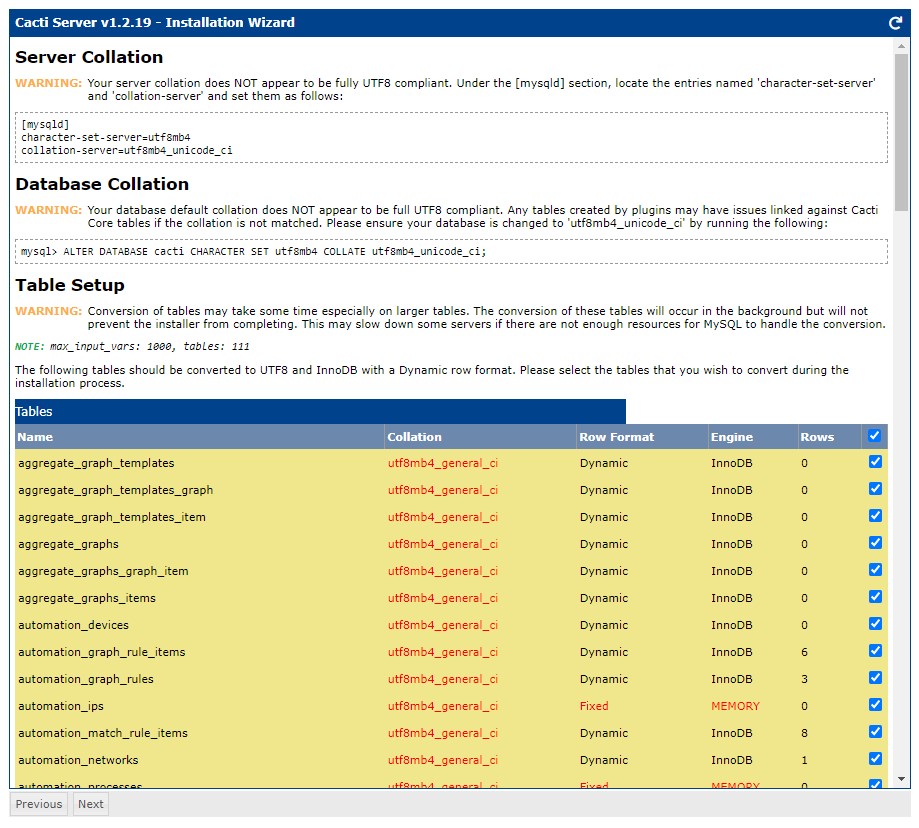 Cacti Server v1.2.19 - Installation Wizard
Server Collation
WARNING: Your server collation does NOT appear to be fully UTF8 compliant. Under the [mysqld] section, locate the entries named 'character-set-server'
and 'collation-server' and set them as follows:
[mysqld]
character-set-server=utf8mb4
collation-server=utf8mb4_unicode_ci
Database Collation
WARNING: Your database default collation does NOT appear to be full UTF8 compliant. Any tables created by plugins may have issues linked against Cacti
Core tables if the collation is not matched. Please ensure your database is changed to 'utf8mb4_unicode_ci' by running the following:
mysql> ALTER DATABASE cacti CHARACTER SET utf8mb4 COLLATE utf8mb4_unicode_ci;
Table Setup
WARNING: Conversion of tables may take some time especially on larger tables. The conversion of these tables will occur in the background but will not
prevent the installer from completing. This may slow down some servers if there are not enough resources for MySQL to handle the conversion.
NOTE: max_input_vars: 1000, tables: 111
The following tables should be converted to UTF8 and InnoDB with a Dynamic row format. Please select the tables that you wish to convert during the
installation process.
Tables
Name Collation Row Format Engine Rows
aggregate_graph_templates utf8mb4_general_ci Dynamic InnoDB 0
aggregate_graph_templates_graph utf8mb4_general_ci Dynamic InnoDB 0
aggregate_graph_templates_item utf8mb4_general_ci Dynamic InnoDB 0
aggregate_graphs utf8mb4_general_ci Dynamic InnoDB 0
aggregate_graphs_graph_item utf8mb4_general_ci Dynamic InnoDB 0
aggregate_graphs_items utf8mb4_general_ci Dynamic InnoDB 0
automation_devices utf8mb4_general_ci Dynamic InnoDB 0
automation_graph_rule_items utf8mb4_general_ci Dynamic InnoDB 6
automation_graph_rules utf8mb4_general_ci Dynamic InnoDB 3
automation_ips utf8mb4_general_ci Fixed MEMORY 0
automation_match_rule_items utf8mb4_general_ci Dynamic InnoDB 8
automation_networks utf8mb4_general_ci Dynamic InnoDB 1
automation_processes utf8mb4_general_ci Fixed MEMORY 0
Previous Next